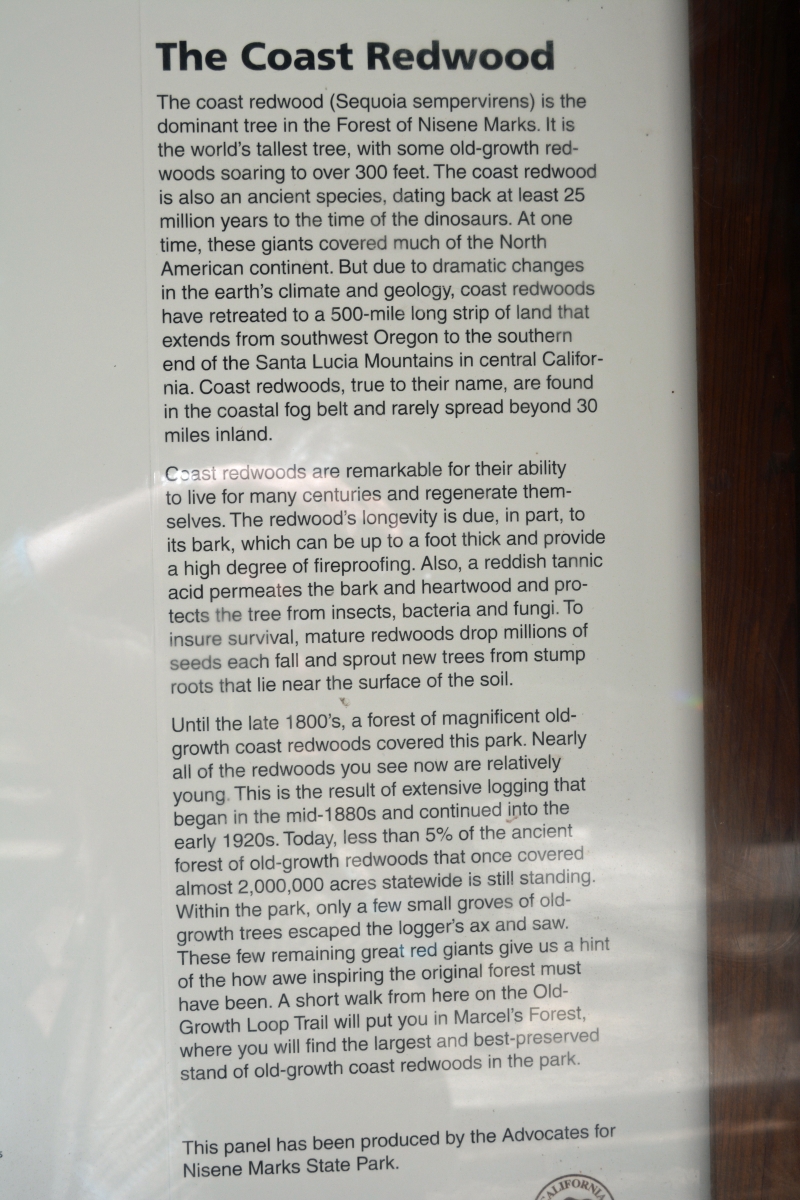 The Coast Redwood
The coast redwood (Sequoia sempervirens) is the
dominant tree in the Forest of Nisene Marks. It is
the world's tallest tree, with some old-growth red-
woods soaring to over 300 feet. The coast redwood
is also an ancient species, dating back at least 25
million years to the time of the dinosaurs. At one
time, these giants covered much of the North
American continent. But due to dramatic changes
in the earth's climate and geology, coast redwoods
have retreated to a 500-mile long strip of land that
extends from southwest Oregon to the southern
end of the Santa Lucia Mountains in central Califor-
nia. Coast redwoods, true to their name, are found
in the coastal fog belt and rarely spread beyond 30
miles inland.
Coast redwoods are remarkable for their ability
to live for many centuries and regenerate them-
selves. The redwood's longevity is due, in part, to
its bark, which can be up to a foot thick and provide
a high degree of fireproofing. Also, a reddish tannic
acid permeates the bark and heartwood and pro-
tects the tree from insects, bacteria and fungi. To
insure survival, mature redwoods drop millions of
seeds each fall and sprout new trees from stump
roots that lie near the surface of the soil.
Until the late 1800's, a forest of magnificent old-
growth coast redwoods covered this park. Nearly
all of the redwoods you see now are relatively
young. This is the result of extensive logging that
began in the mid-1880s and continued into the
early 1920s. Today, less than 5% of the ancient
forest of old-growth redwoods that once covered
almost 2,000,000 acres statewide is still standing.
Within the park, only a few small groves of old-
growth trees escaped the logger's ax and saw.
These few remaining great red giants give us a hint
of the how awe inspiring the original forest must
have been. A short walk from here on the Old-
Growth Loop Trail will put you in Marcel's Forest,
where you will find the largest and best-preserved
stand of old-growth coast redwoods in the park.
This panel has been produced by the Advocates for
Nisene Marks State Park.
CALIFORNIA